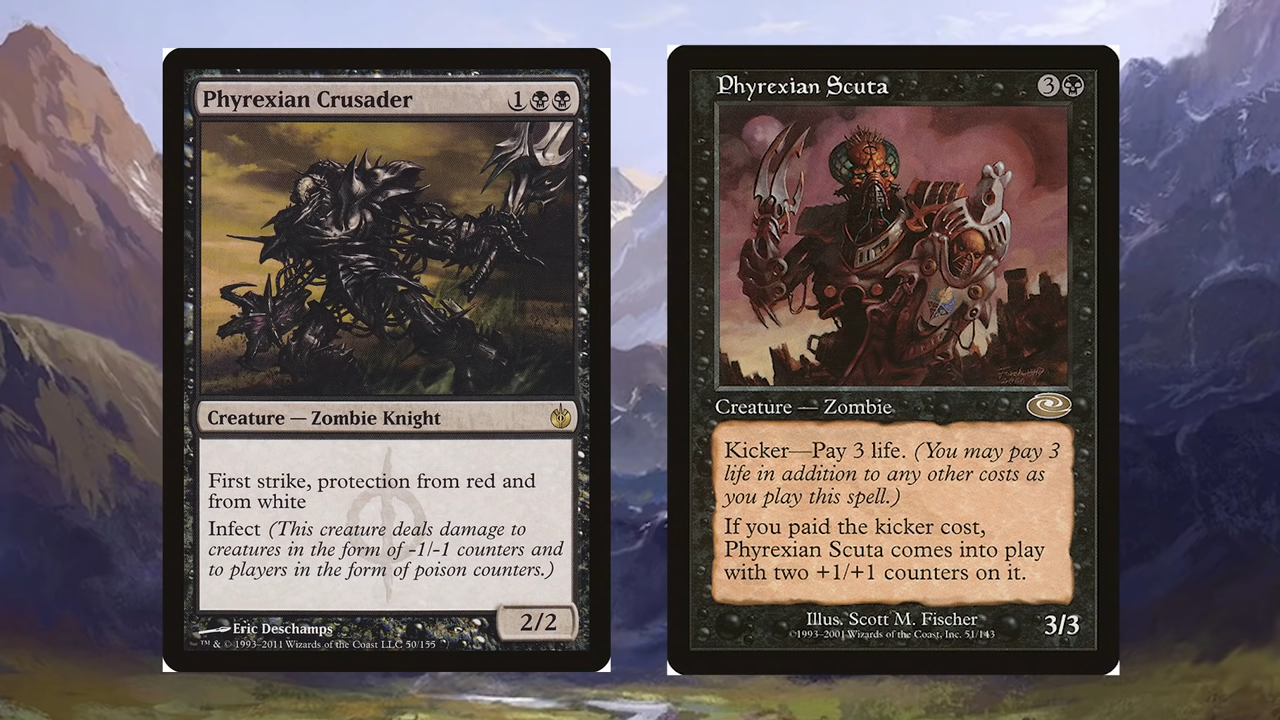 Phyrexian Crusader
1
Creature — Zombie Knight
First strike, protection from red and
from white
Infect (This creature deals damage to
creatures in the form of -1/-1 counters and
to players in the form of poison counters.)
2/2
Eric Deschamps
™ & © 1993–2011 Wizards of the Coast LLC 50/155
Phyrexian Scuta
3
Creature — Zombie
Kicker—Pay 3 life. (You may pay 3
life in addition to any other costs as
you play this spell.)
If you paid the kicker cost,
Phyrexian Scuta comes into play
with two +1/+1 counters on it.
Illus. Scott M. Fischer
©1993–2001 Wizards of the Coast, Inc. 51/143
3/3